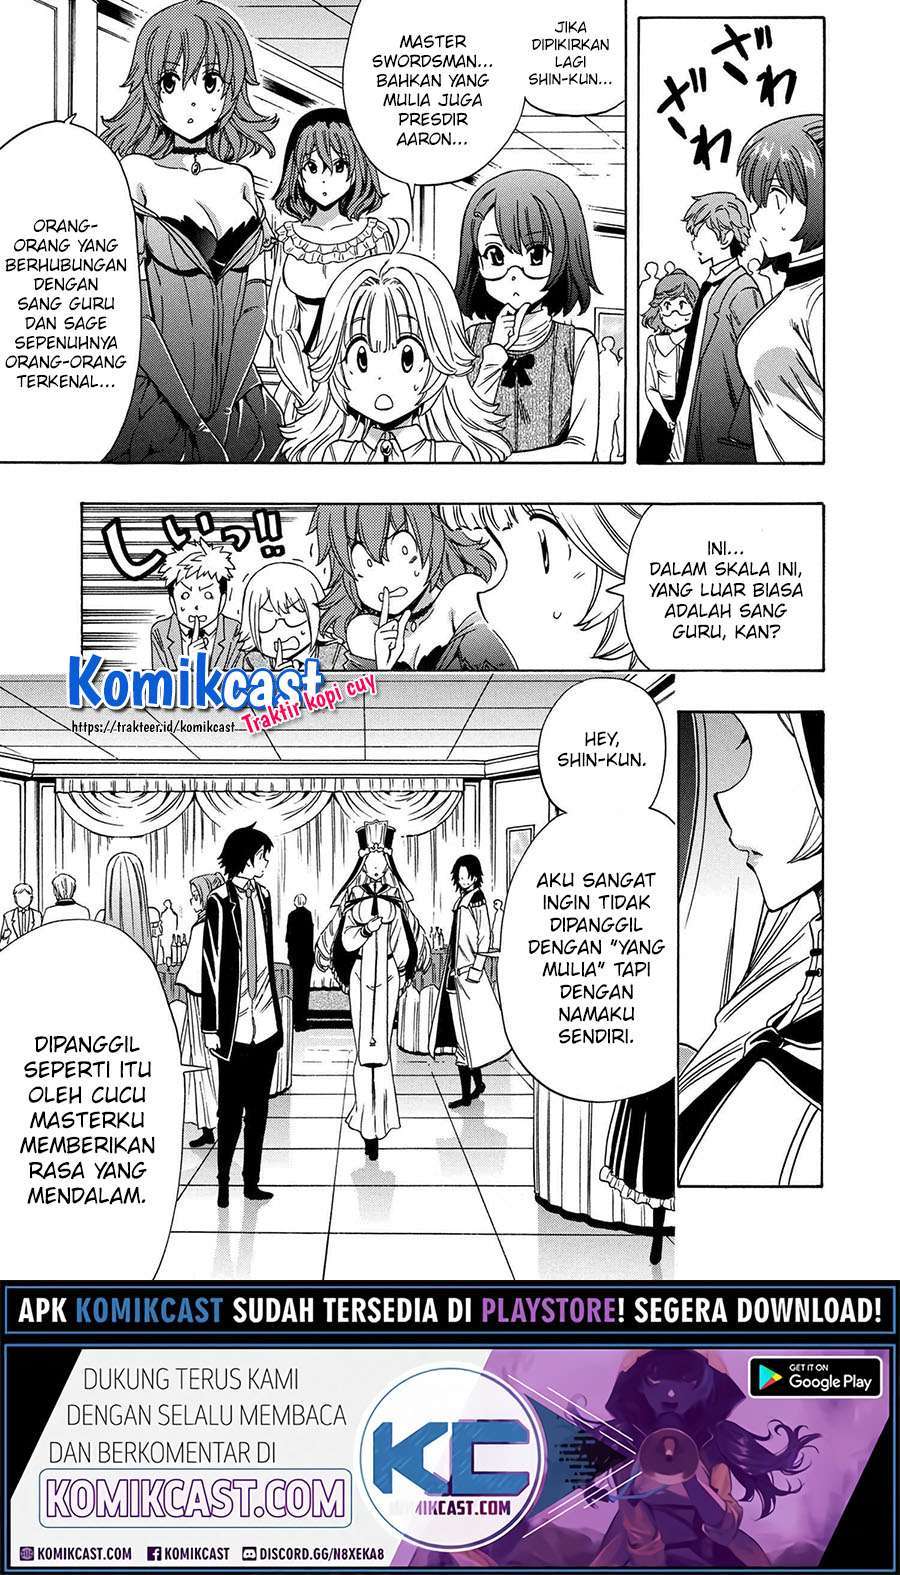 ざわ
ざわ
JIKA
DIPIKIRKAN
LAGI
SHIN-KUN...
MASTER
SWORDSMAN...
BAHKAN YANG
MULIA JUGA
PRESDIR
AARON...
ORANG-
ORANG YANG
BERHUBUNGAN
DENGAN
SANG GURU
DAN SAGE
SEPENUHNYA
ORANG-ORANG
TERKENAL...
INI...
DALAM SKALA INI,
YANG LUAR BIASA
ADALAH SANG
GURU, KAN?
しいっ!!
Komikcast
Traktir kopi cuy
https://trakteer.id/komikcast
HEY,
SHIN-KUN.
AKU SANGAT
INGIN TIDAK
DIPANGGIL
DENGAN "YANG
MULIA" TAPI
DENGAN
NAMAKU
SENDIRI.
DIPANGGIL
SEPERTI ITU
OLEH CUCU
MASTERKU
MEMBERIKAN
RASA YANG
MENDALAM.
APK KOMIKCAST SUDAH TERSEDIA DI PLAYSTORE! SEGERA DOWNLOAD!
DUKUNG TERUS KAMI
DENGAN SELALU MEMBACA
DAN BERKOMENTAR DI
KOMIKCAST.COM
KOMIKCAST.COM KOMIKCAST DISCORD.GG/N8XEKA8
KC
GET IT ON
Google Play